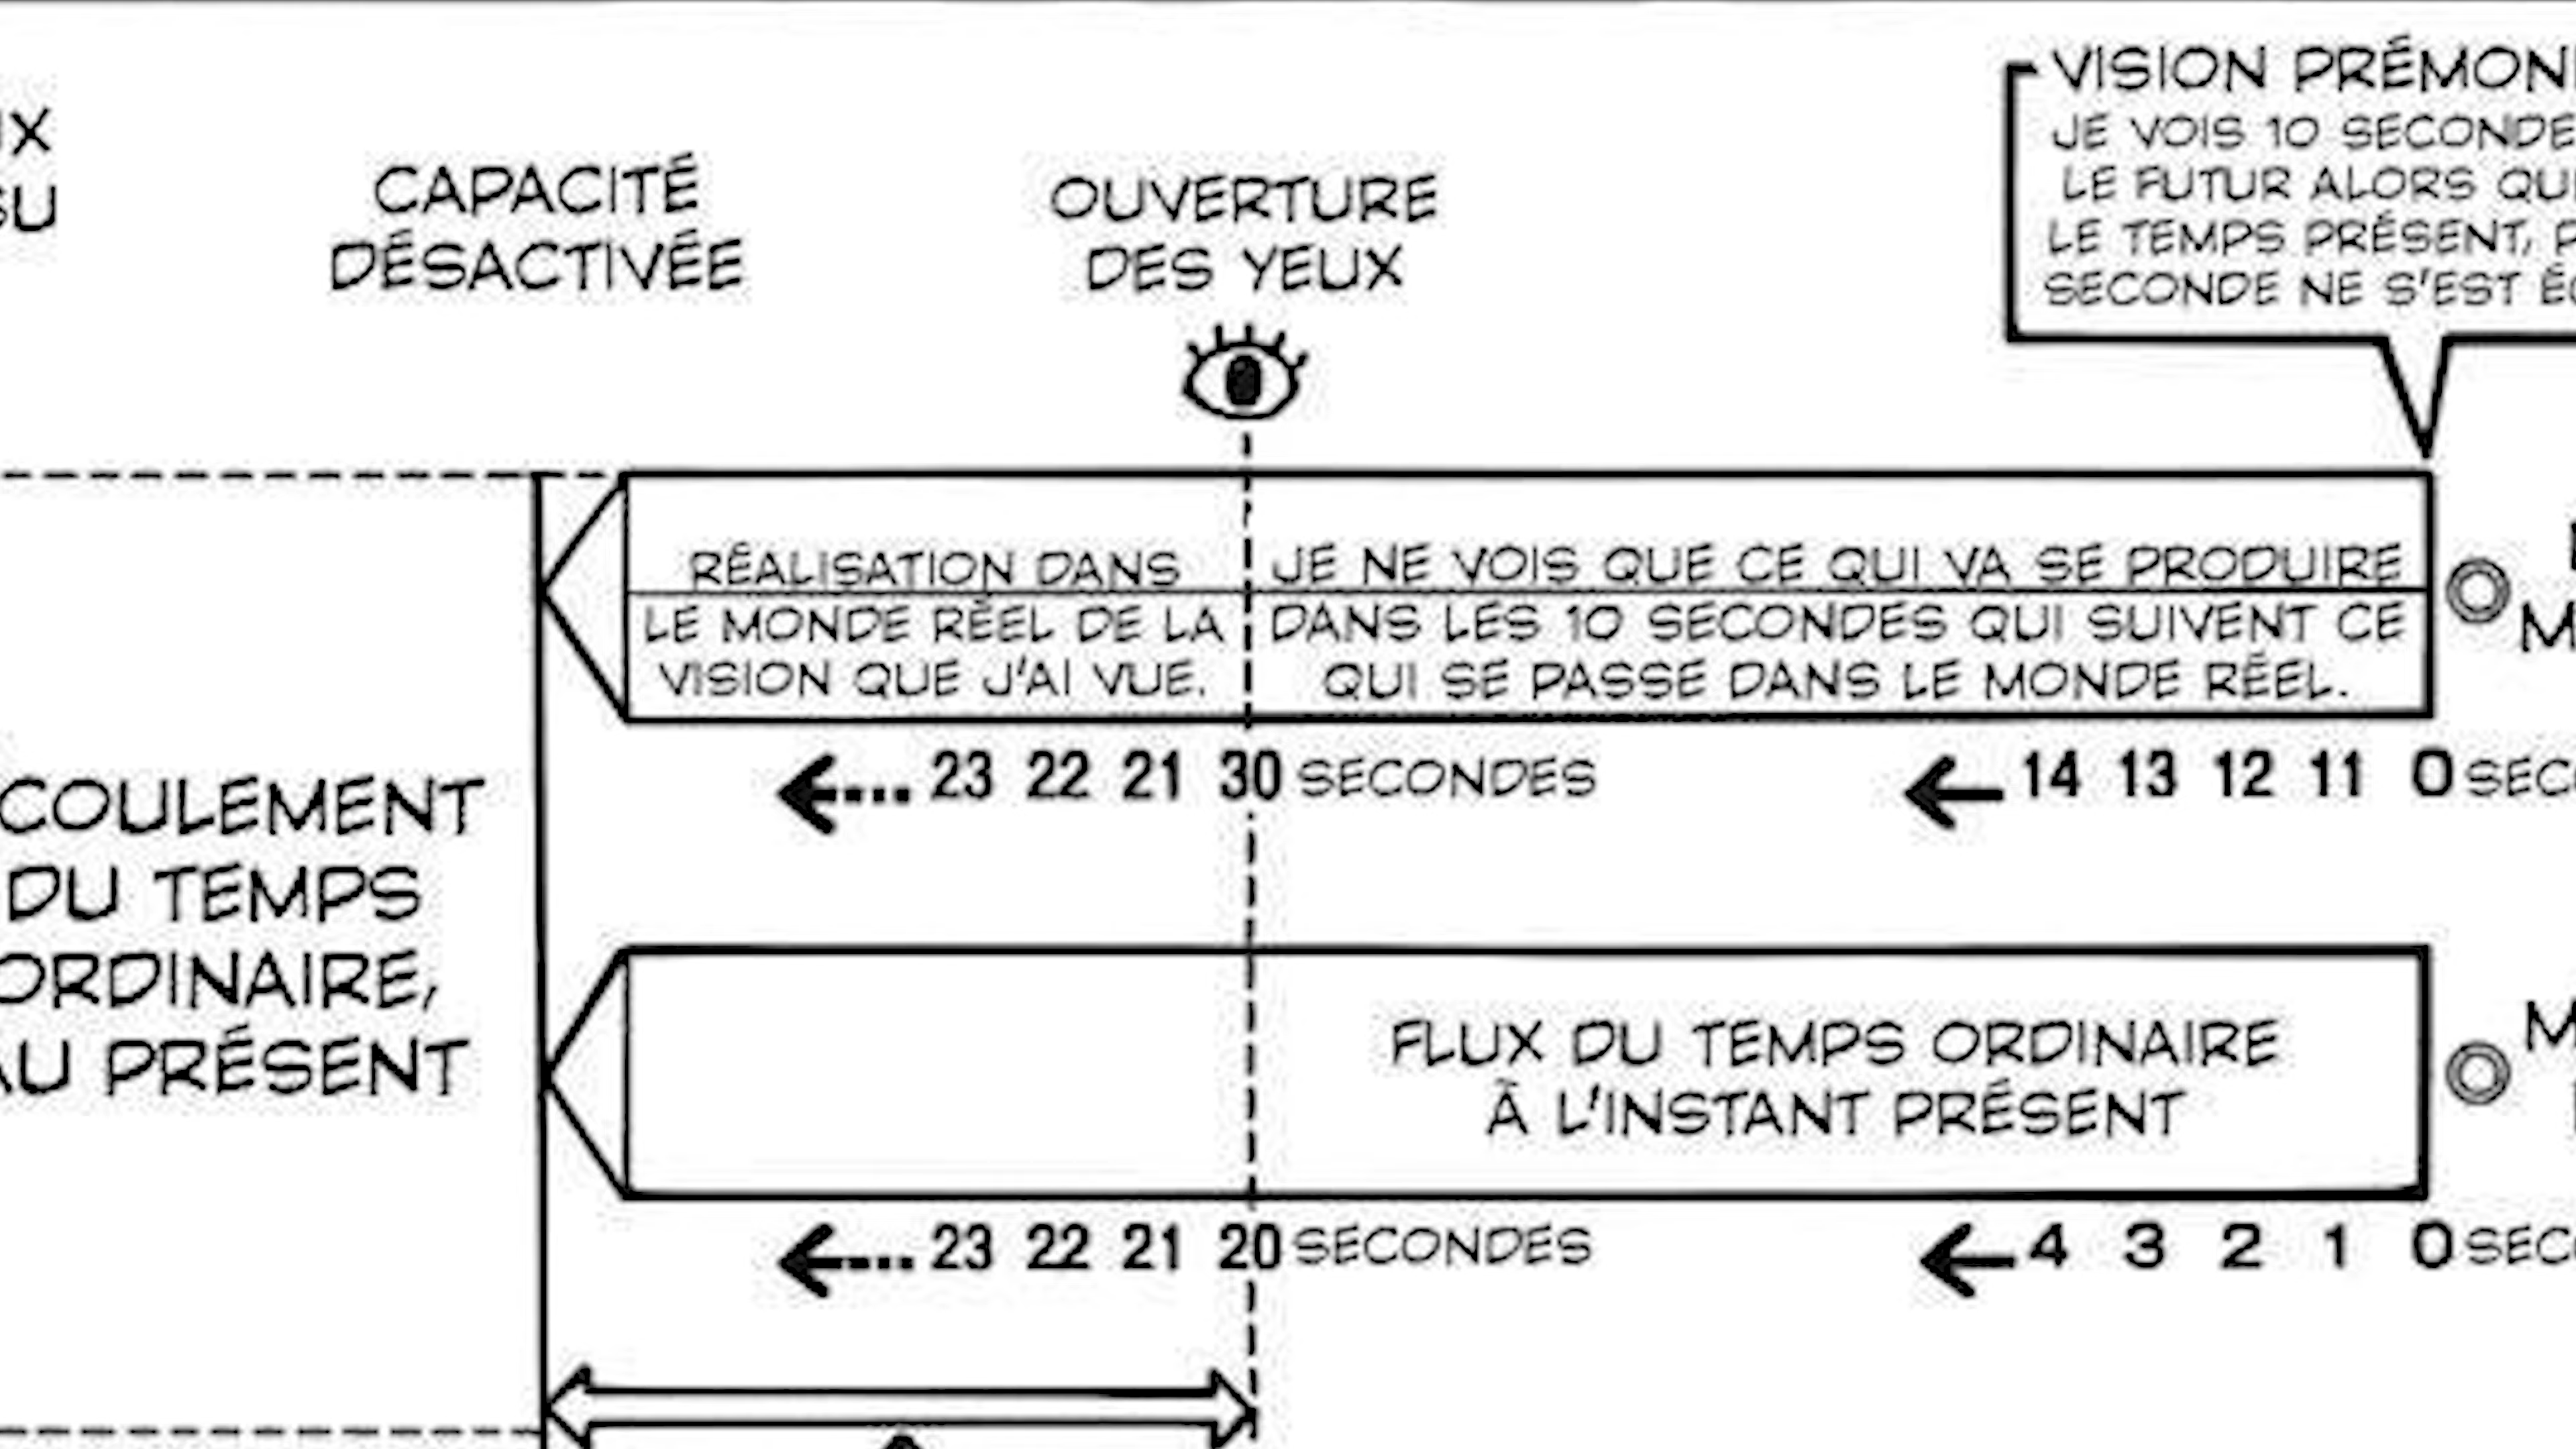 VISION
JE VOIS 10
LE FUTUR ALORS
LE TEMPS PRÉSENT,
SECONDE NE S'EST
OUVERTURE
DES YEUX
CAPACITÉ
DÉSACTIVÉE
JE NE VOIS QUE CE QUI VA SE PRODUIRE
DANS LES 10 SECONDES QUI SUIVENT CE
QUI SE PASSE DANS LE MONDE RÉEL.
RÉALISATION DANS
LE MONDE RÉEL DE LA
VISION QUE J'AI VUE.
23 22 21 30 SECONDES
14 13 12 11 0
COULEMENT
DU TEMPS
ORDINAIRE,
AU PRÉSENT
FLUX DU TEMPS ORDINAIRE
À L'INSTANT PRÉSENT
23 22 21 20 SECONDES
4 3 2 1 0